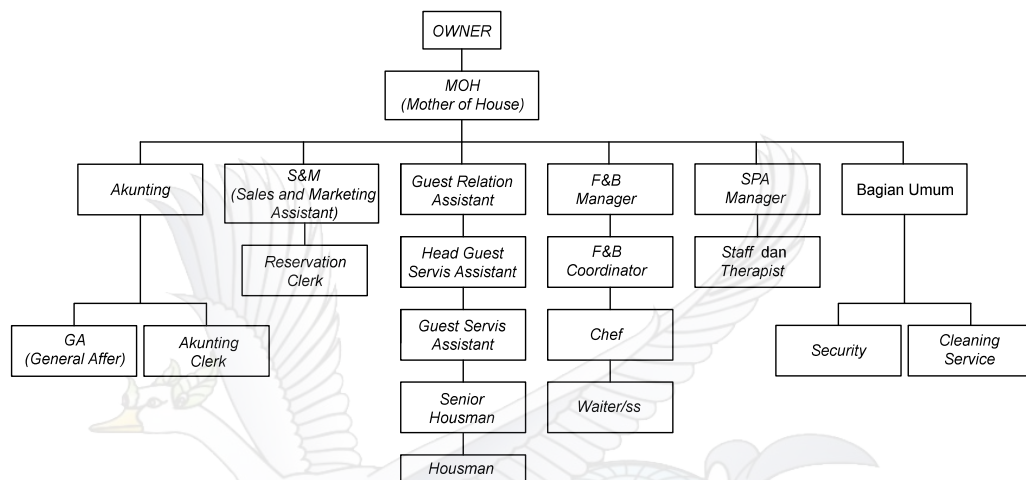 OWNER
MOH
(Mother of House)
Akunting
S&M
(Sales and Marketing
Assistant)
Guest Relation
Assistant
F&B
Manager
SPA
Manager
Bagian Umum
Reservation
Clerk
Head Guest
Servis Assistant
F&B
Coordinator
Staff dan
Therapist
GA
(General Affer)
Akunting
Clerk
Guest Servis
Assistant
Chef
Security
Cleaning
Service
Senior
Housman
Waiter/ss
Housman